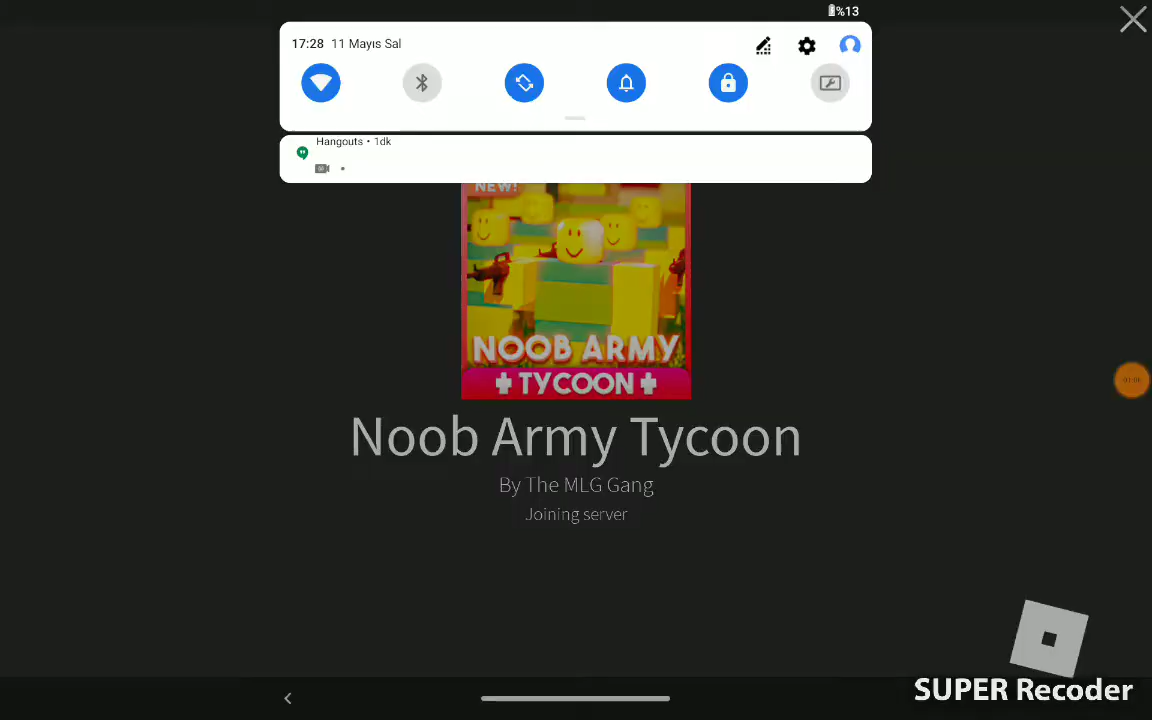 %13
17:28 11 Mayıs Sal
Hangouts • 1dk
NEW!
NOOB ARMY
TYCOON
Noob Army Tycoon
By The MLG Gang
Joining server
SUPER Recoder